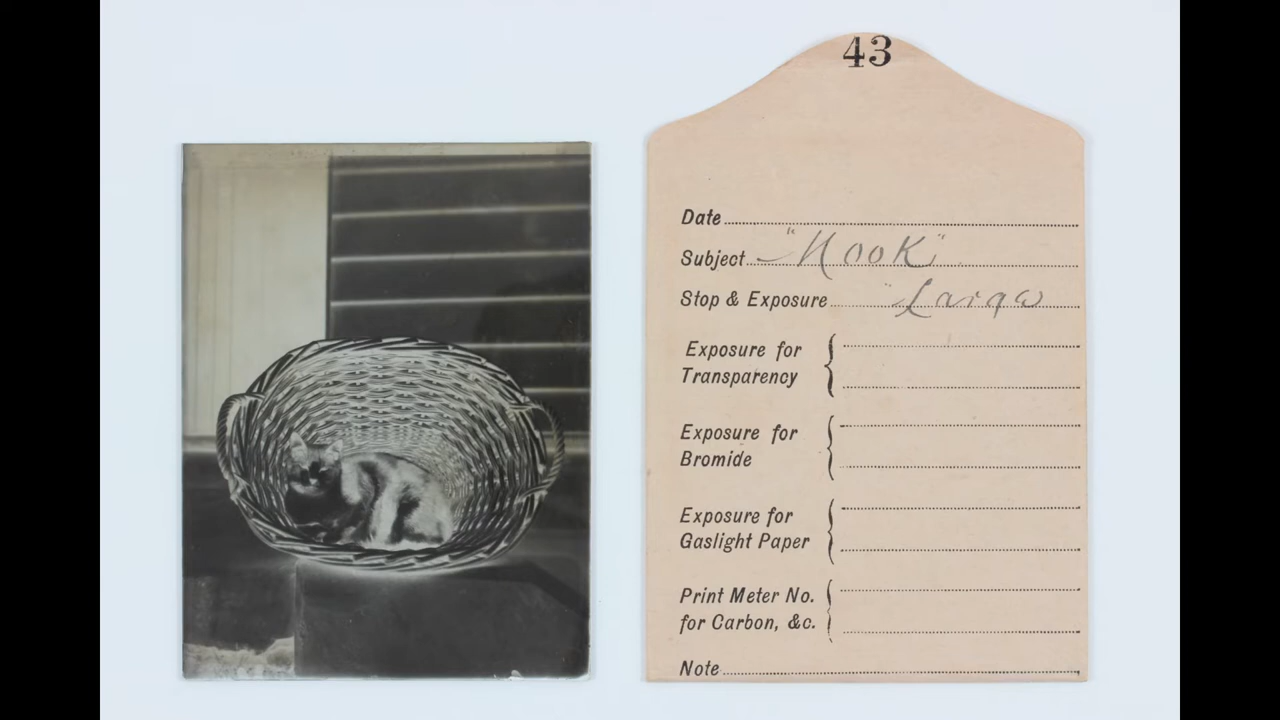 43
Date
Subject "Nook"
Stop & Exposure "Large
Exposure for
Transparency
Exposure for
Bromide
Exposure for
Gaslight Paper
Print Meter No.
for Carbon, &c.
Note